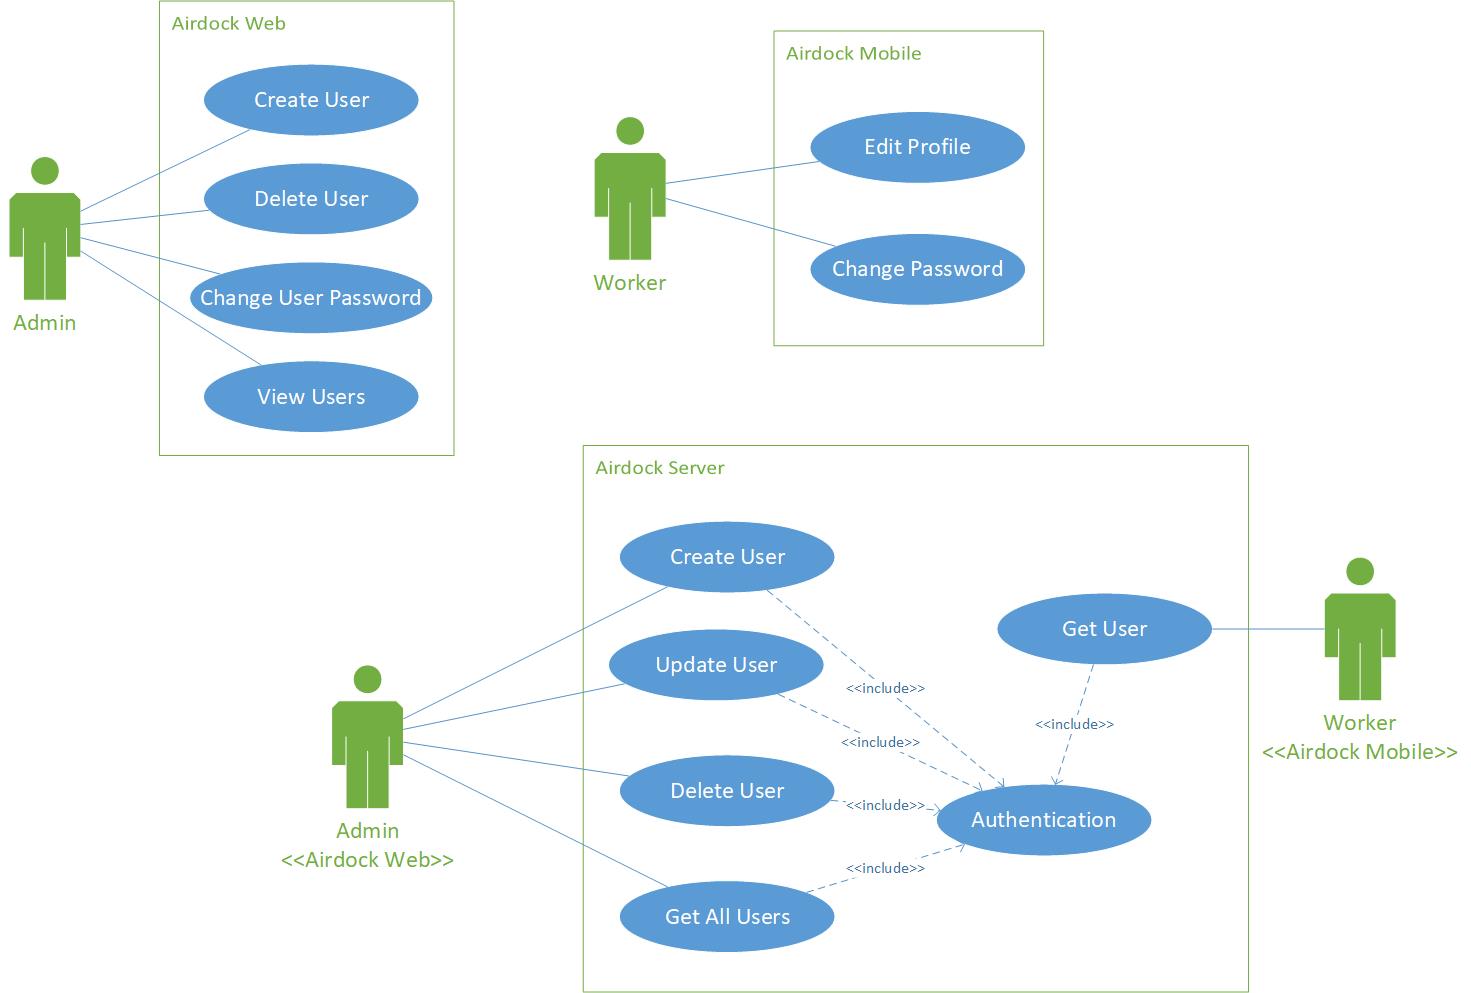 Airdock Web
Create User
Delete User
Change User Password
View Users
Admin
Airdock Mobile
Edit Profile
Change Password
Worker
Airdock Server
Create User
Update User
Delete User
Get All Users
Get User
Authentication
<<include>>
<<include>>
<<include>>
<<include>>
<<include>>
Admin
<<Airdock Web>>
Worker
<<Airdock Mobile>>